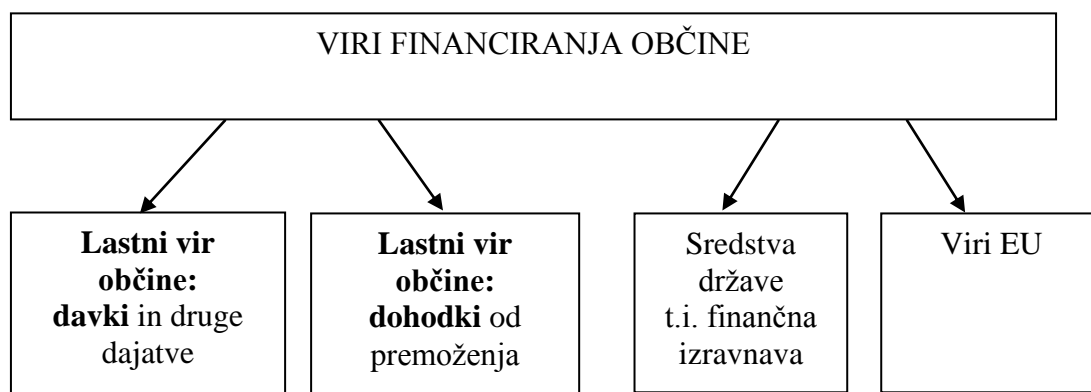 VIRI FINANCIRANJA OBČINE
Lastni vir
občine:
davki in druge
dajatve
Lastni vir
občine:
dohodki od
premoženja
Sredstva
države
t.i. finančna
izravnava
Viri EU